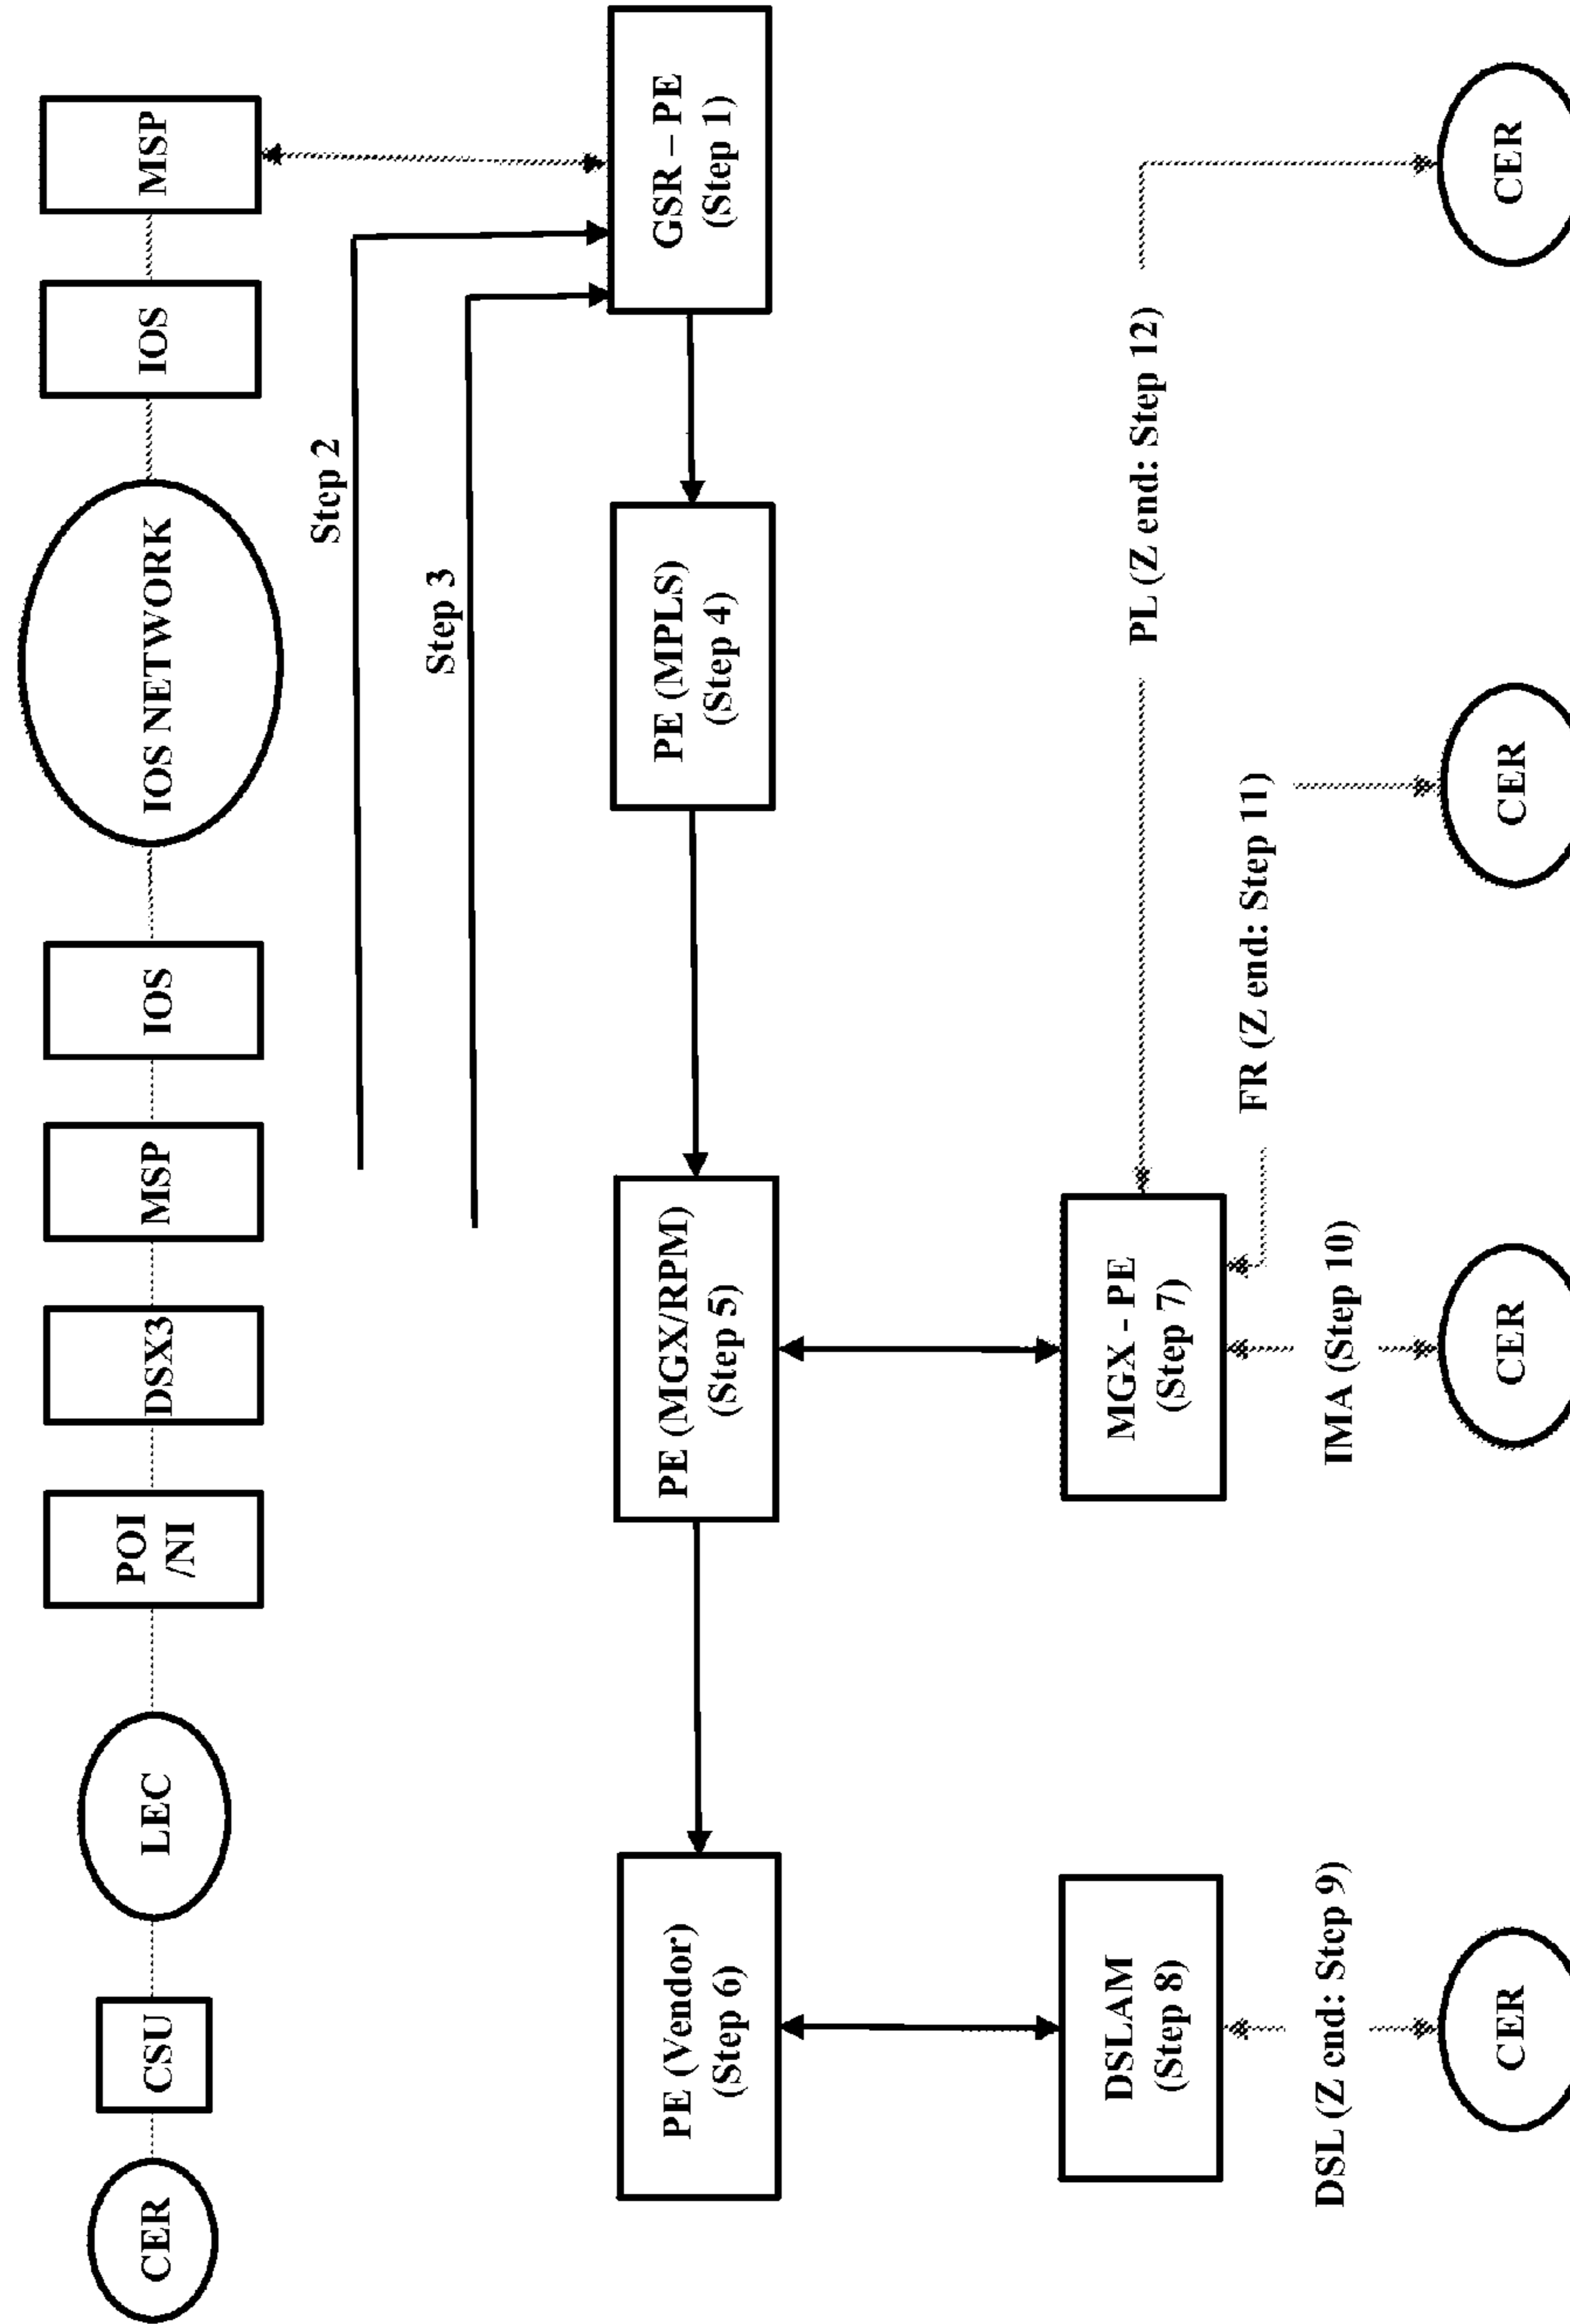 CER
CSU
LEC
POI
/NI
DSX3
MSP
IOS
IOS NETWORK
IOS
MSP
Step 2
Step 3
PE (Vendor)
(Step 6)
PE (MGX/RPM)
(Step 5)
PE (MPLS)
(Step 4)
GSR – PE
(Step 1)
DSLAM
(Step 8)
MGX - PE
(Step 7)
PL (Z end: Step 12)
FR (Z end: Step 11)
DSL (Z end: Step 9)
IMA (Step 10)
CER
CER
CER
CER